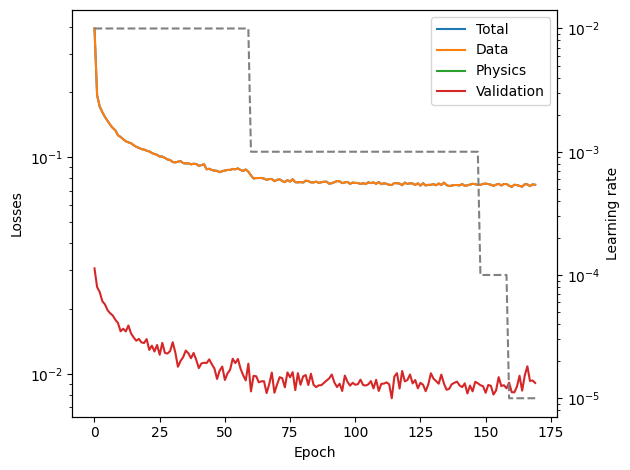 Total
Data
Physics
Validation
10⁻¹
10⁻²
Losses
10⁻²
10⁻³
10⁻⁴
10⁻⁵
Learning rate
0 25 50 75 100 125 150 175
Epoch